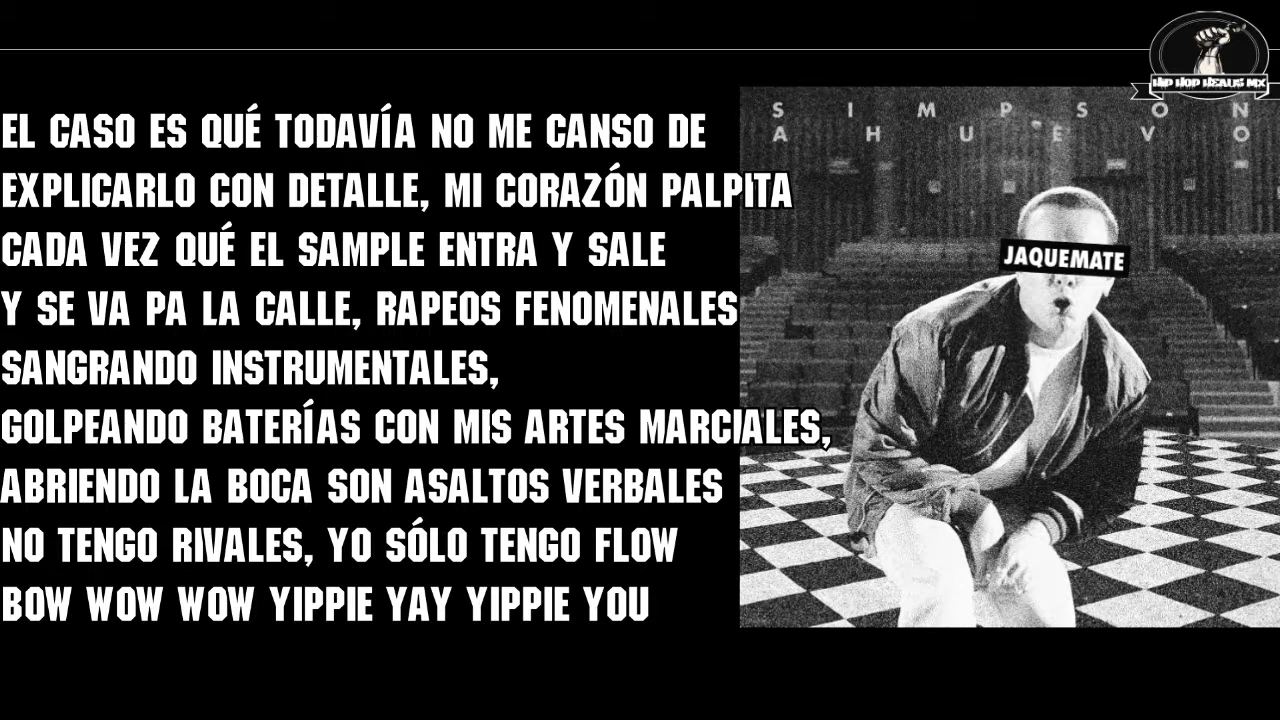 HIP HOP REALS MX
SIMPSON
AHUEVO
JAQUEMATE
EL CASO ES QUÉ TODAVÍA NO ME CANSO DE
EXPLICARLO CON DETALLE, MI CORAZÓN PALPITA
CADA VEZ QUÉ EL SAMPLE ENTRA Y SALE
Y SE VA PA LA CALLE, RAPEOS FENOMENALES
SANGRANDO INSTRUMENTALES,
GOLPEANDO BATERÍAS CON MIS ARTES MARCIALES,
ABRIENDO LA BOCA SON ASALTOS VERBALES
NO TENGO RIVALES, YO SÓLO TENGO FLOW
BOW WOW WOW YIPPIE YAY YIPPIE YOU